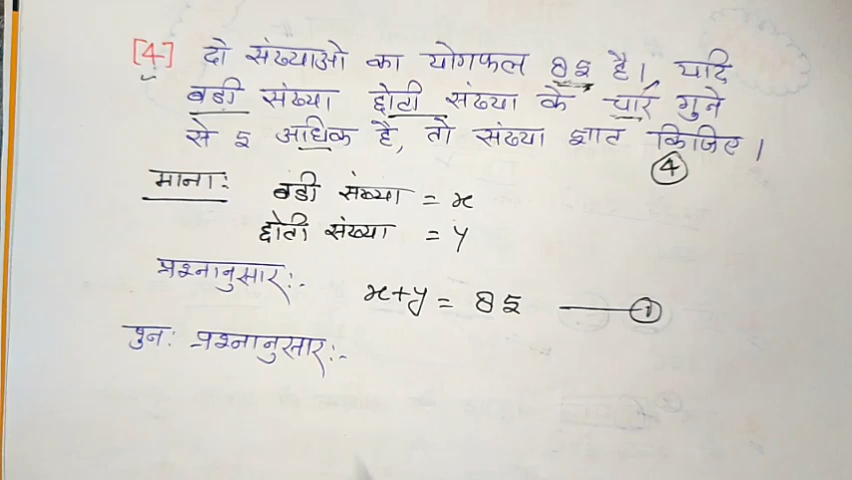 [4] दो संख्याओ का योगफल 85 है। यदि
बडी संख्या छोटी संख्या के चार गुने
से 5 अधिक है, तो संख्या ज्ञात किजिए।
4
माना: बडी संख्या = x
छोटी संख्या = y
प्रश्नानुसार:-
x+y = 85 1
पुन: प्रश्नानुसार:-